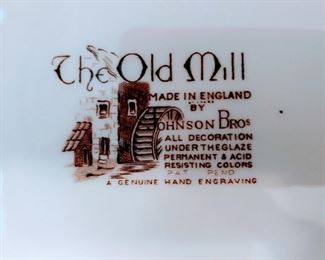 The Old Mill
MADE IN ENGLAND
BY
JOHNSON BROS
ALL DECORATION
UNDER THE GLAZE
PERMANENT & ACID
RESISTING COLORS
PAT PEND
A GENUINE HAND ENGRAVING